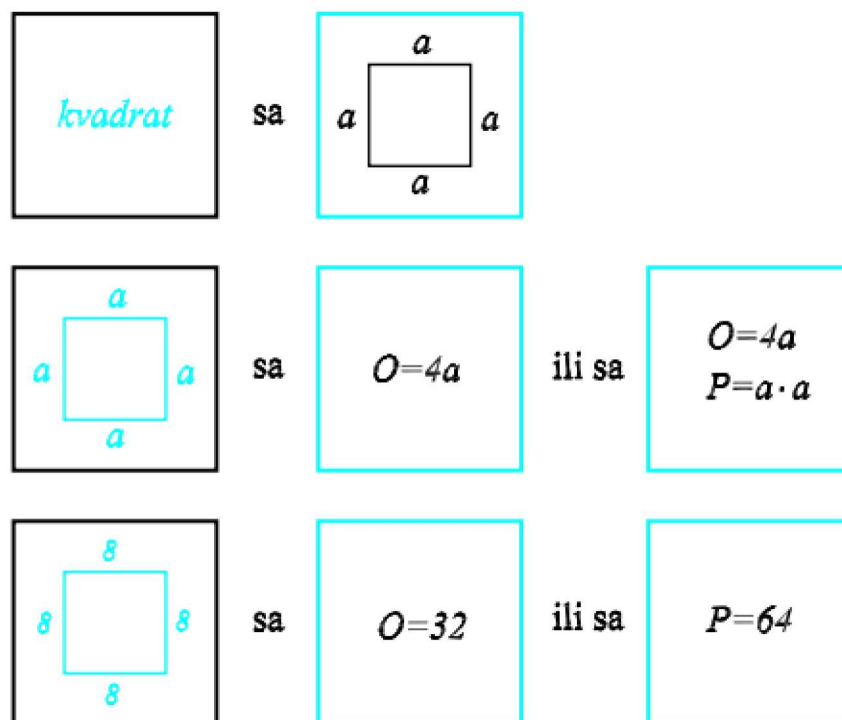 kvadrat sa a
a a
a
a
a a sa O=4a ili sa O=4a
P=a·a
a
8
8 8 sa O=32 ili sa P=64
8